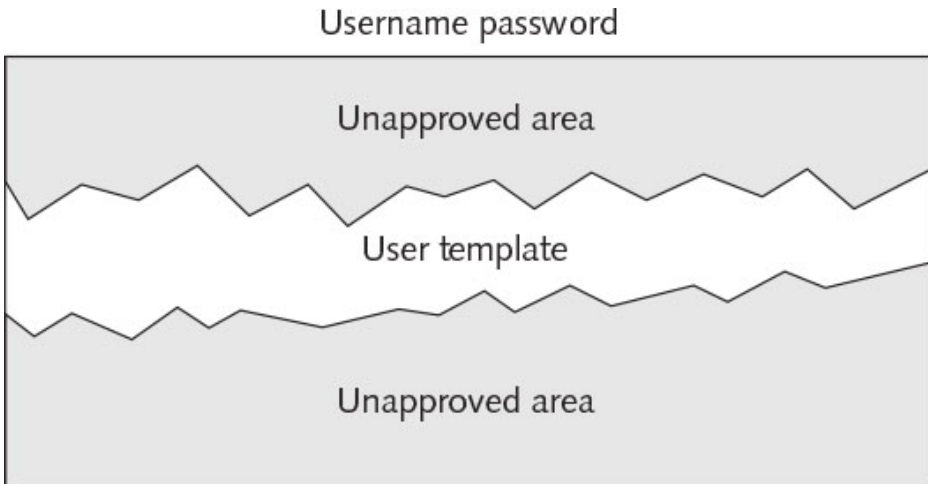 Username password
Unapproved area
User template
Unapproved area